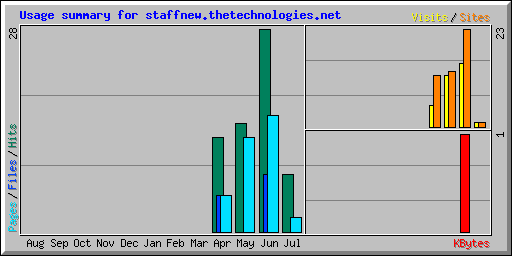 Usage summary for staffnew.thetechnologies.net
Visits/Sites
28
23
Pages/Files/Hits
1
Aug Sep Oct Nov Dec Jan Feb Mar Apr May Jun Jul
KBytes